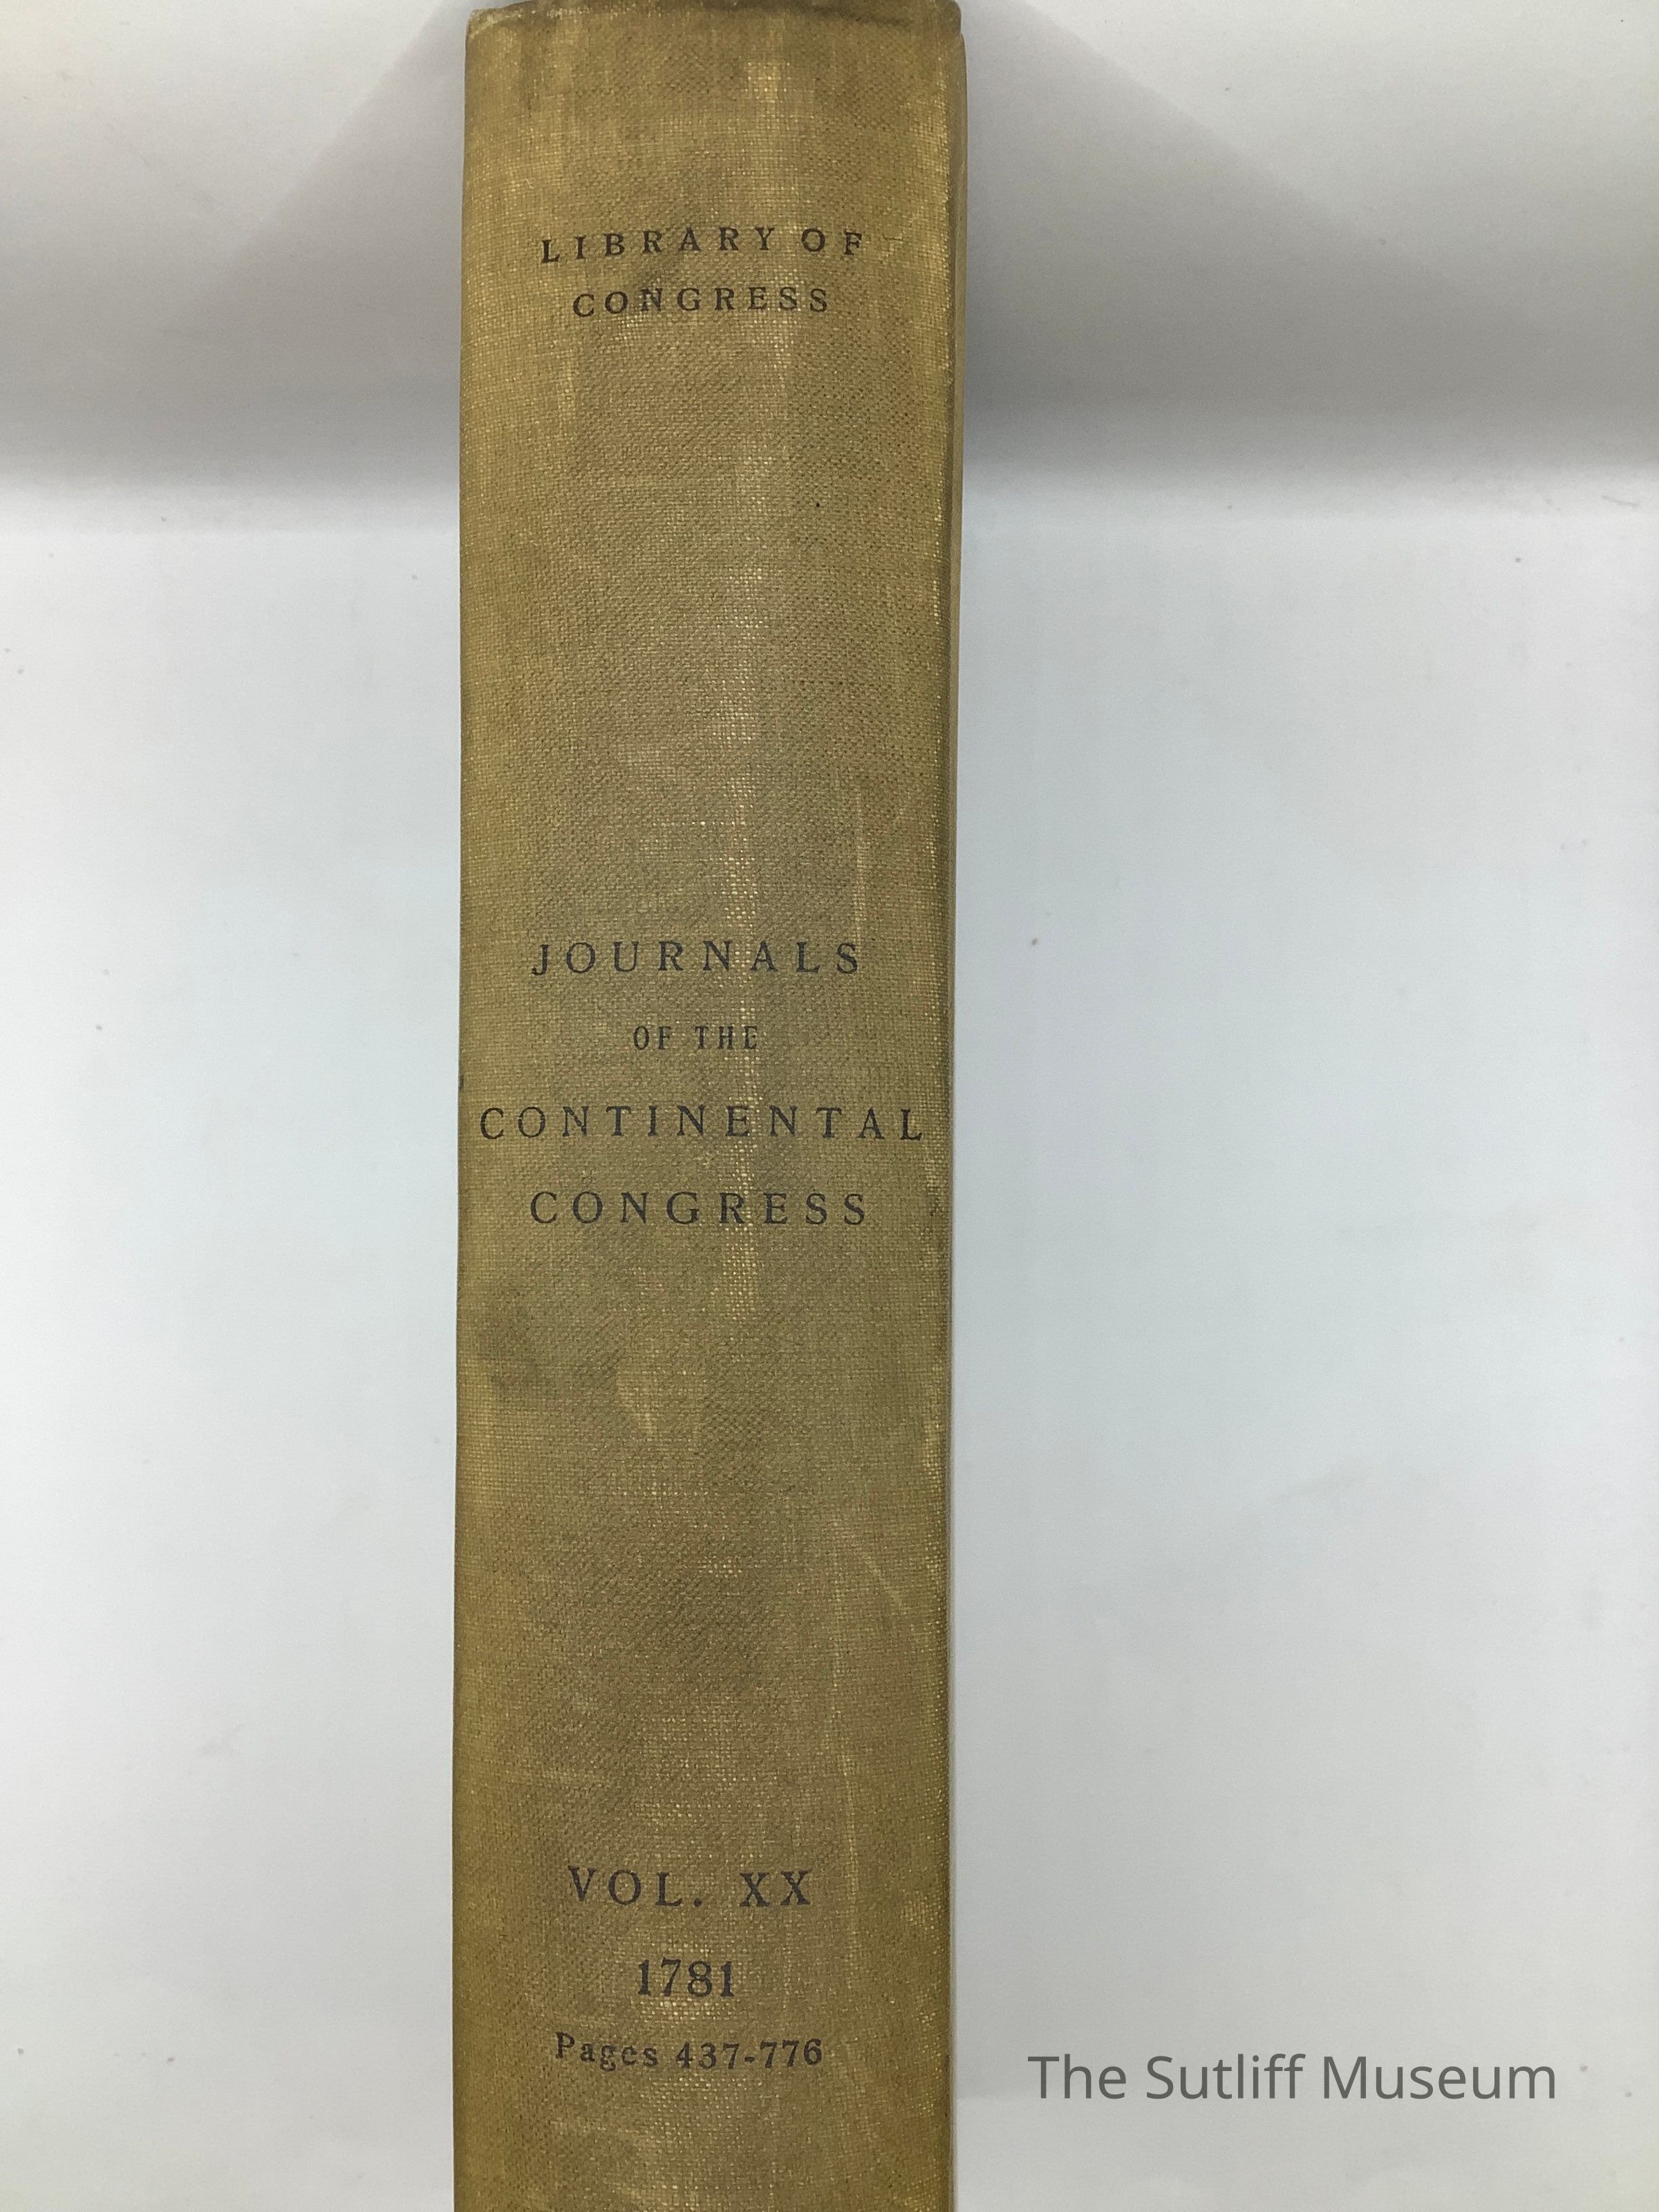 LIBRARY OF
CONGRESS
JOURNALS
OF THE
CONTINENTAL
CONGRESS
VOL. XX
1781
Pages 437-776
The Sutliff Museum